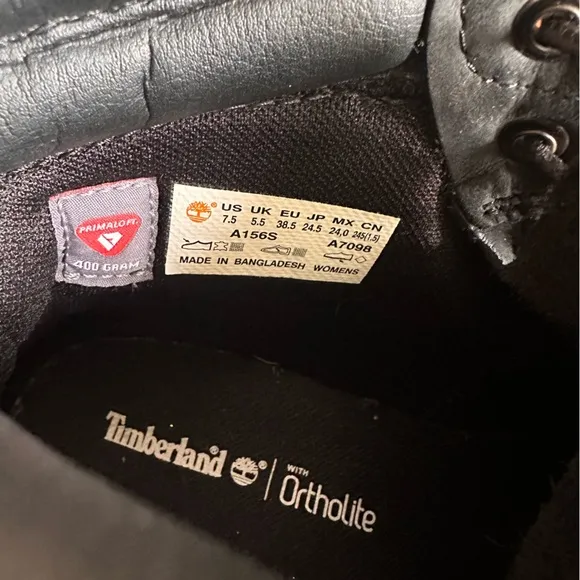 PRIMALOFT
400 GRAM
US UK EU JP MX CN
7.5 5.5 38.5 24.5 24,0 245(1.5)
A156S A7098
MADE IN BANGLADESH WOMENS
Timberland ® | WITH Ortholite